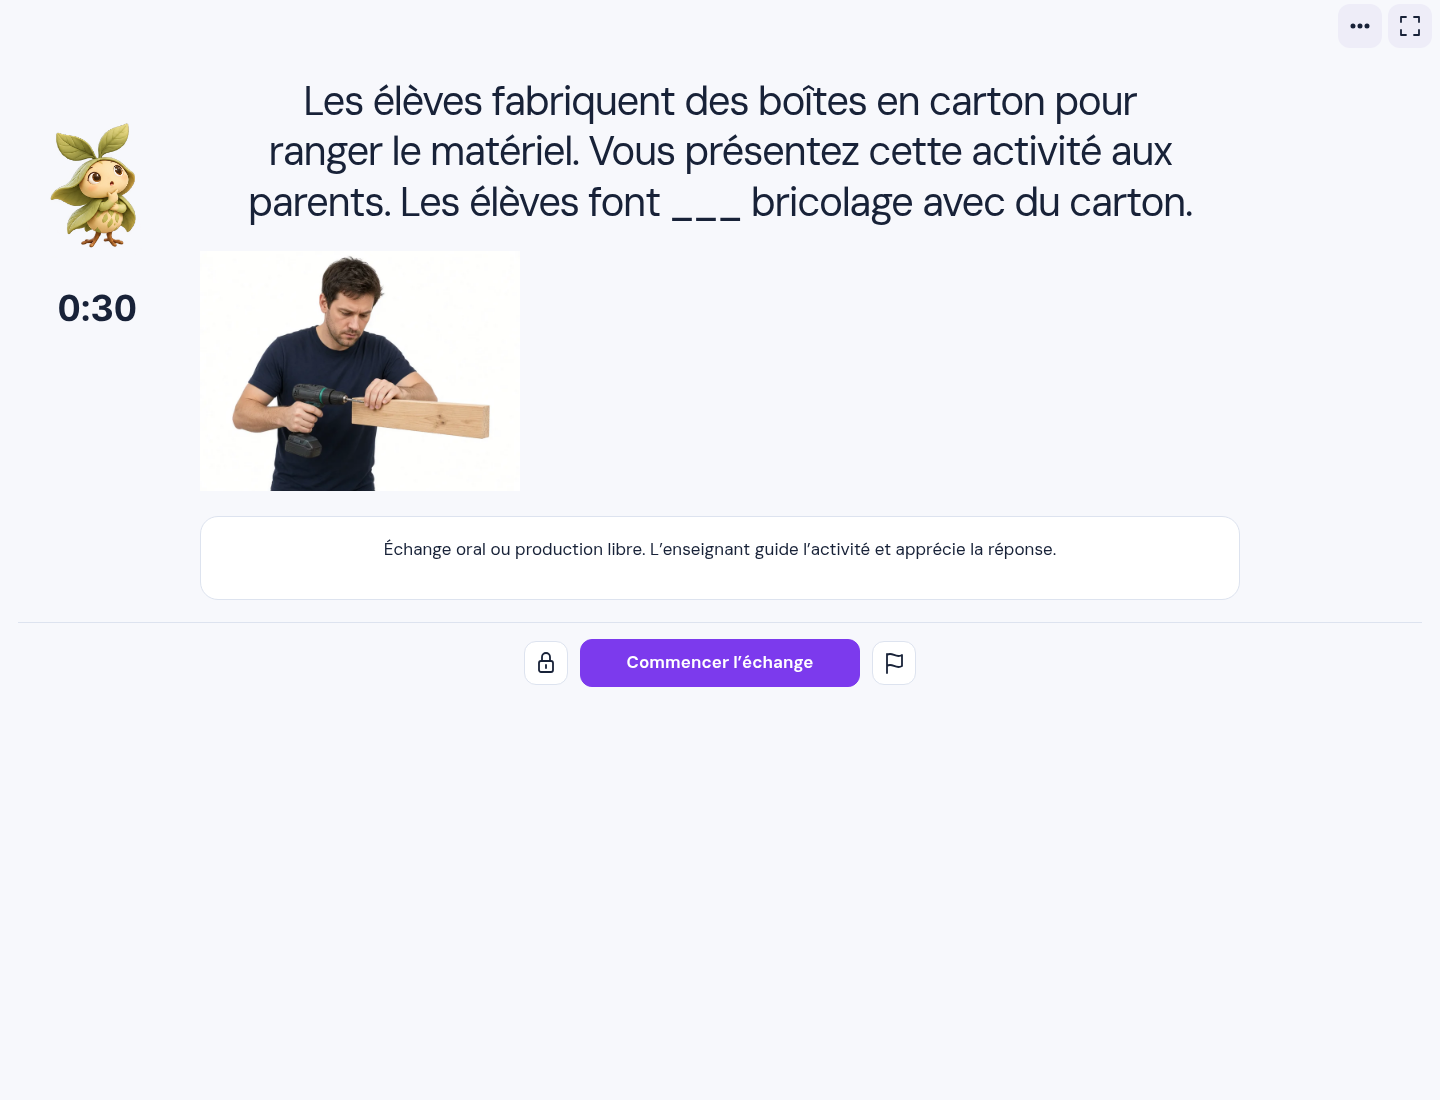 Les élèves fabriquent des boîtes en carton pour
ranger le matériel. Vous présentez cette activité aux
parents. Les élèves font ___ bricolage avec du carton.
0:30
Échange oral ou production libre. L’enseignant guide l’activité et apprécie la réponse.
Commencer l’échange